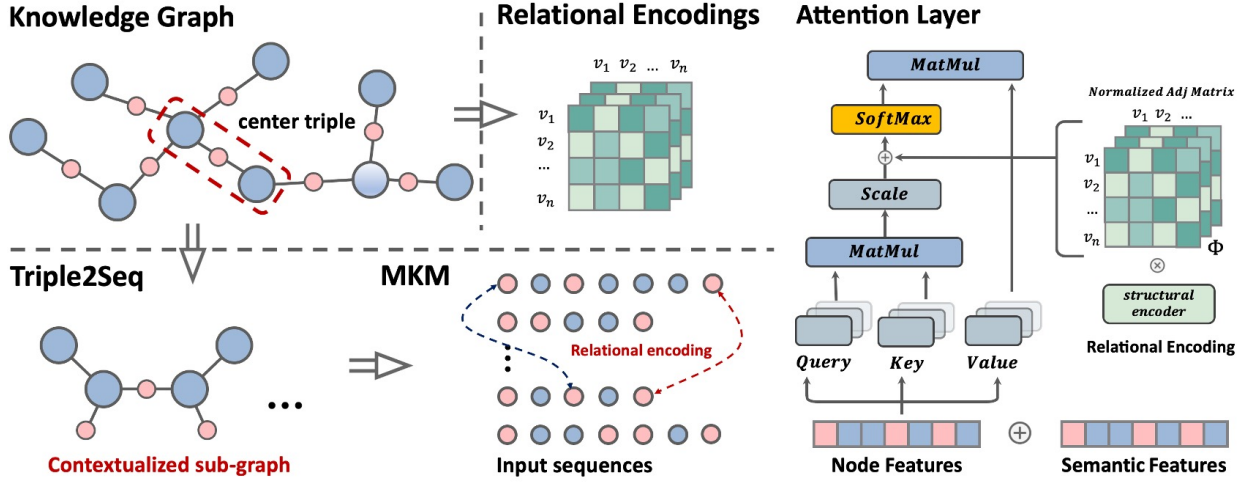 Knowledge Graph
center triple
Relational Encodings
v1 v2 ... vn
v1
v2
...
vn
Triple2Seq
Contextualized sub-graph
...
MKM
Relational encoding
Input sequences
Attention Layer
MatMul
SoftMax
+
Scale
MatMul
Query Key Value
Normalized Adj Matrix
v1 v2 ...
v1
v2
...
vn
Φ
⊗
structural
encoder
Relational Encoding
Node Features
⊕
Semantic Features